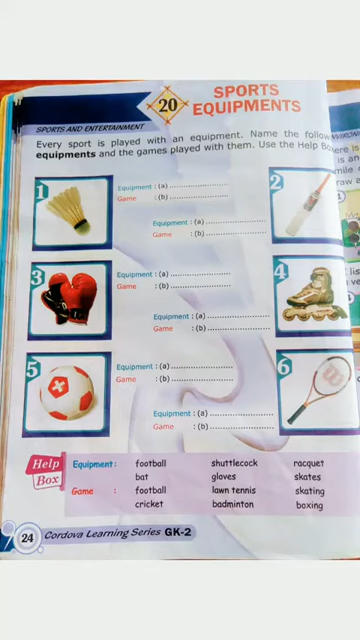 20
SPORTS
EQUIPMENTS
SPORTS AND ENTERTAINMENT
Every sport is played with an equipment. Name the
equipments and the games played with them. Use the Help
1
Equipment : (a) ........................
Game : (b) ........................
2
Equipment : (a) ........................
Game : (b) ........................
3
Equipment : (a) ........................
Game : (b) ........................
4
Equipment : (a) ........................
Game : (b) ........................
5
Equipment : (a) ........................
Game : (b) ........................
6
Equipment : (a) ........................
Game : (b) ........................
Help
Box
Equipment : football shuttlecock racquet
bat gloves skates
Game : football lawn tennis skating
cricket badminton boxing
24 Cordova Learning Series GK-2